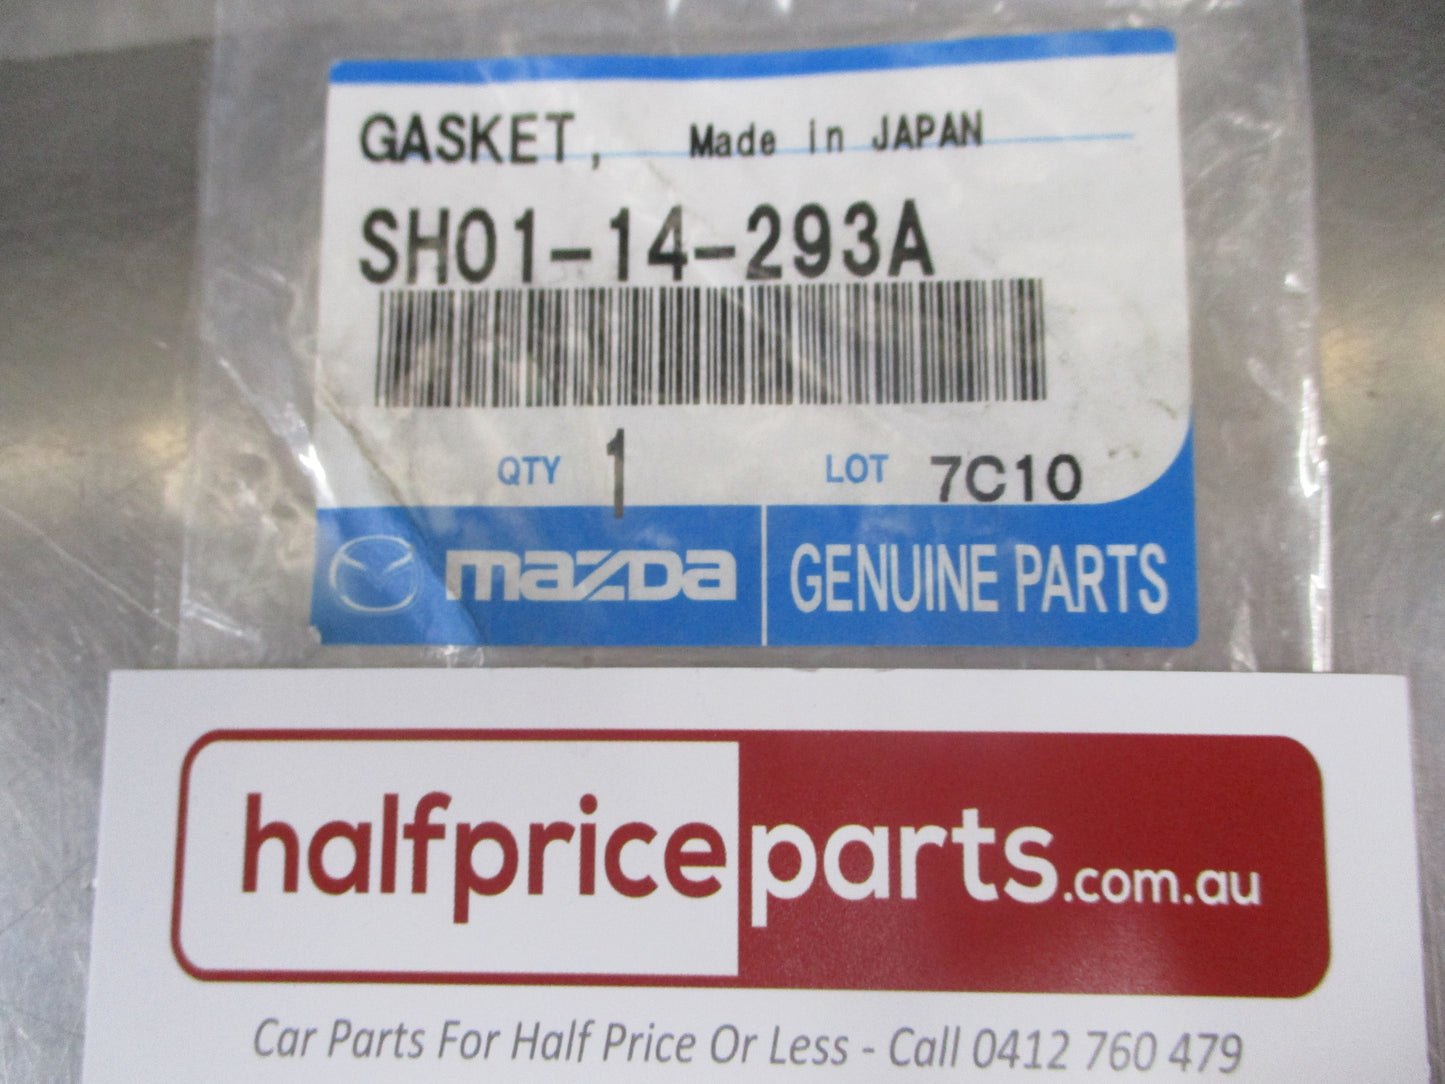 GASKET, Made in JAPAN
SH01-14-293A
QTY 1 LOT 7C10
mazda GENUINE PARTS
halfpriceparts.com.au
Car Parts For Half Price Or Less - Call 0412 760 479